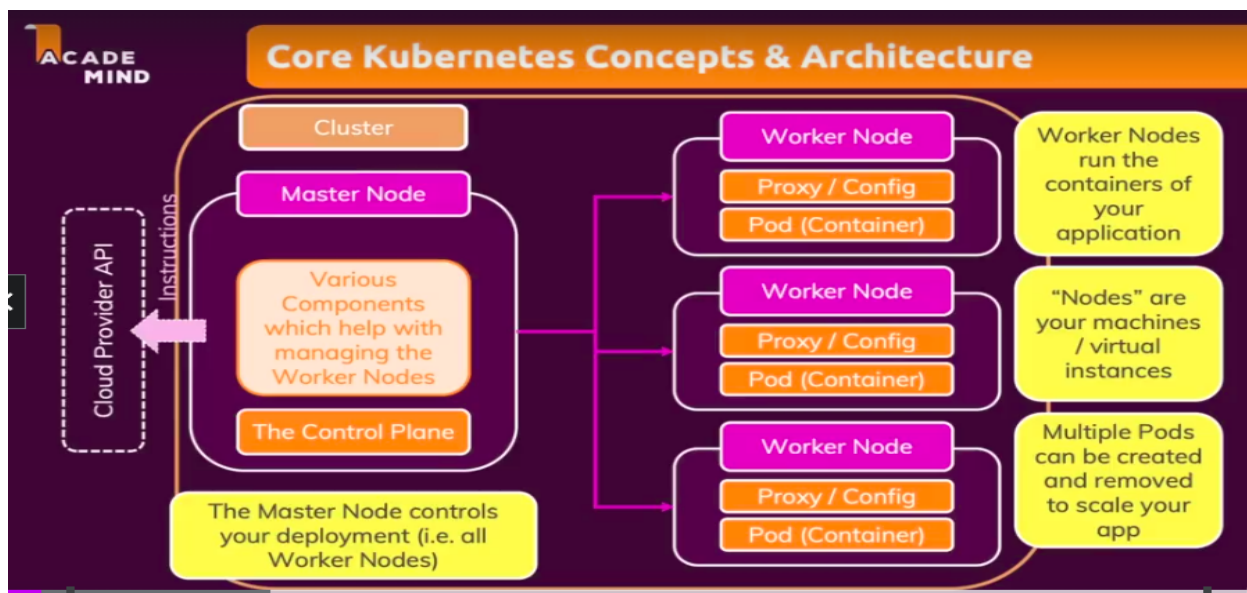 ACADE
MIND
Core Kubernetes Concepts & Architecture
Cluster
Master Node
Various
Components
which help with
managing the
Worker Nodes
The Control Plane
Instructions
Cloud Provider API
The Master Node controls
your deployment (i.e. all
Worker Nodes)
Worker Node
Proxy / Config
Pod (Container)
Worker Node
Proxy / Config
Pod (Container)
Worker Node
Proxy / Config
Pod (Container)
Worker Nodes
run the
containers of
your
application
“Nodes” are
your machines
/ virtual
instances
Multiple Pods
can be created
and removed
to scale your
app